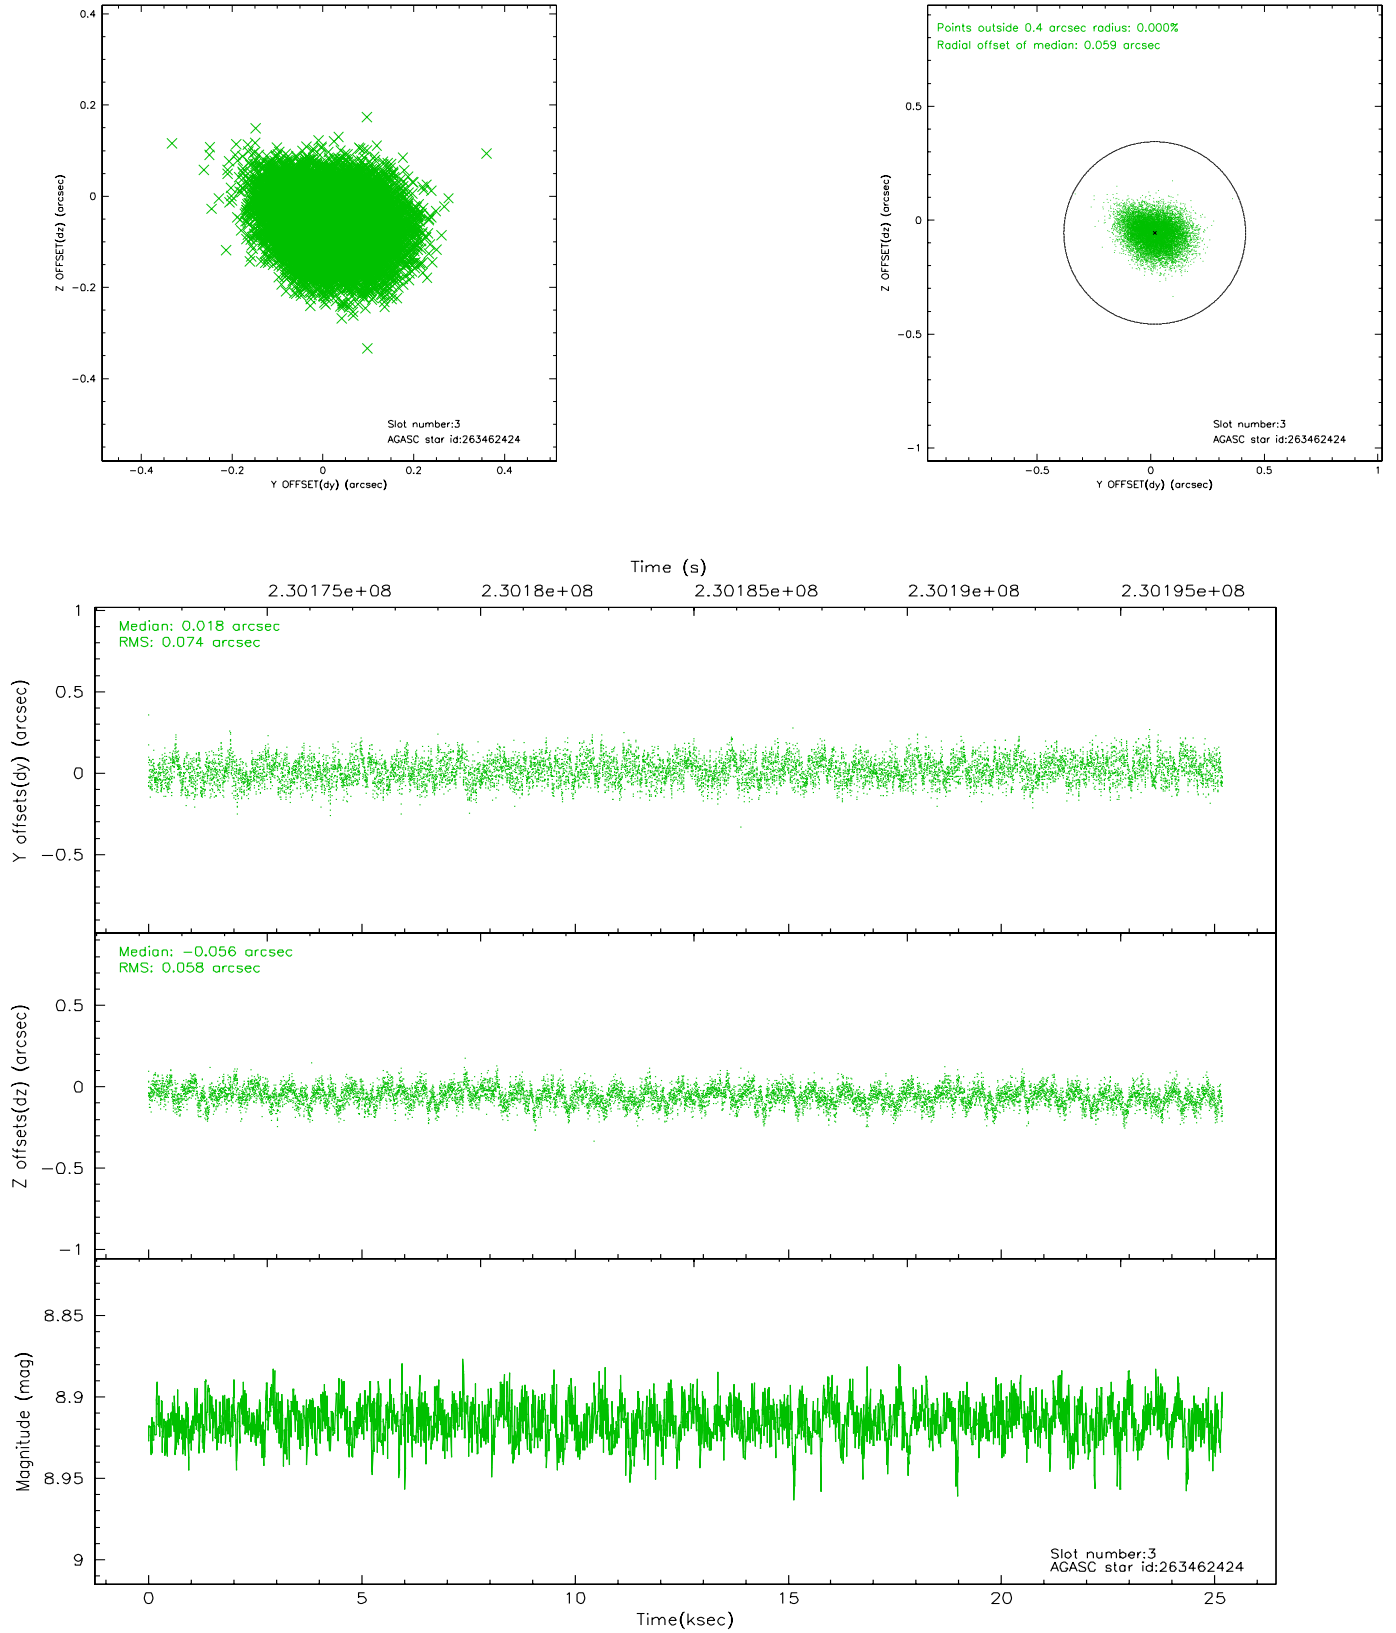 0.4
0.2
0
-0.2
-0.4
Z OFFSET(dz) (arcsec)
Slot number:3
AGASC star id:263462424
-0.4 -0.2 0 0.2 0.4
Y OFFSET(dy) (arcsec)
Points outside 0.4 arcsec radius: 0.000%
Radial offset of median: 0.059 arcsec
0.5
0
-0.5
-1
Z OFFSET(dz) (arcsec)
Slot number:3
AGASC star id:263462424
-0.5 0 0.5 1
Y OFFSET(dy) (arcsec)
Time (s)
2.30175e+08 2.3018e+08 2.30185e+08 2.3019e+08 2.30195e+08
Median: 0.018 arcsec
RMS: 0.074 arcsec
1
0.5
0
-0.5
Y offsets(dy) (arcsec)
Median: -0.056 arcsec
RMS: 0.058 arcsec
0.5
0
-0.5
-1
Z offsets(dz) (arcsec)
8.85
8.9
8.95
9
Magnitude (mag)
Slot number:3
AGASC star id:263462424
0 5 10 15 20 25
Time(ksec)